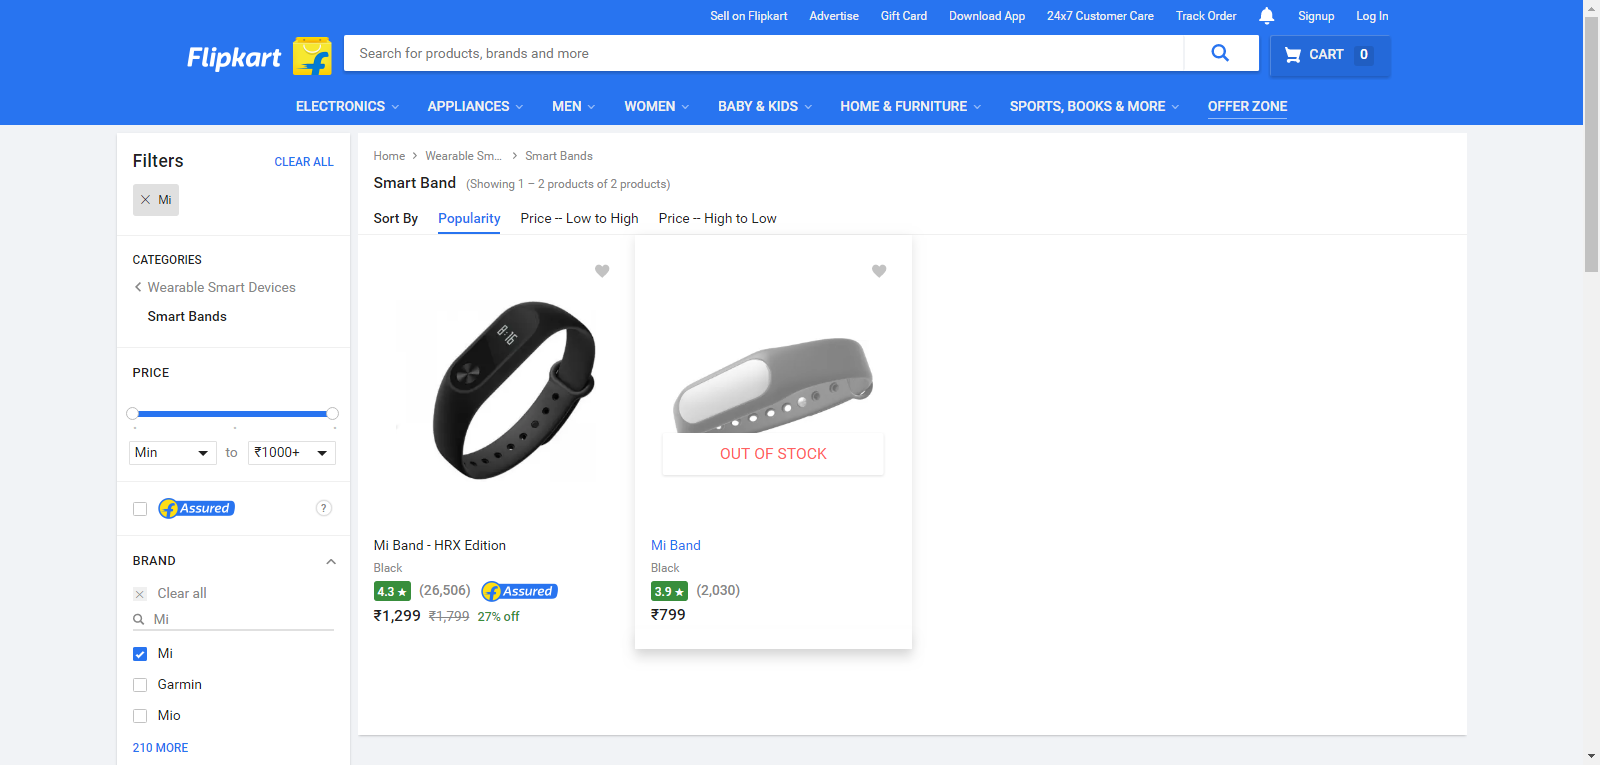 Sell on Flipkart Advertise Gift Card Download App 24x7 Customer Care Track Order Signup Log In
Flipkart f Search for products, brands and more CART 0
ELECTRONICS APPLIANCES MEN WOMEN BABY & KIDS HOME & FURNITURE SPORTS, BOOKS & MORE OFFER ZONE
Filters CLEAR ALL
Mi
CATEGORIES
Wearable Smart Devices
Smart Bands
PRICE
Min to ₹1000+
f Assured ?
BRAND
Clear all
Mi
Mi
Garmin
Mio
210 MORE
Home Wearable Sm... Smart Bands
Smart Band (Showing 1 – 2 products of 2 products)
Sort By Popularity Price -- Low to High Price -- High to Low
8:16
Mi Band - HRX Edition
Black
4.3 ★ (26,506) f Assured
₹1,299 ₹1,799 27% off
OUT OF STOCK
Mi Band
Black
3.9 ★ (2,030)
₹799